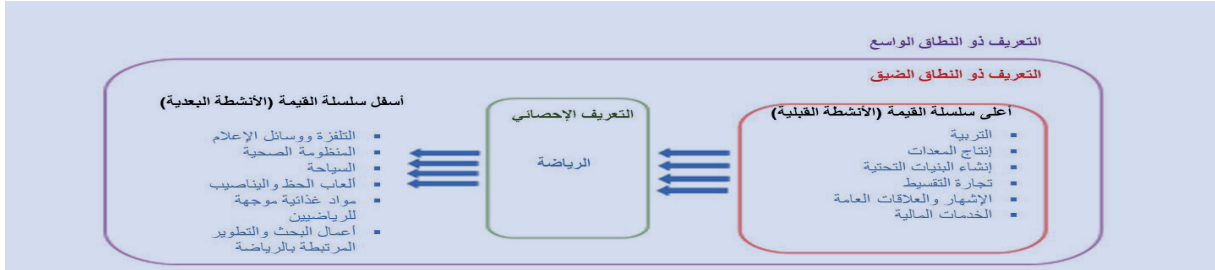 التعريف ذو النطاق الواسع
التعريف ذو النطاق الضيق
أعلى سلسلة القيمة (الأنشطة القبلية)
التربية
إنتاج المعدات
إنشاء البنيات التحتية
تجارة التقسيط
الإشهار والعلاقات العامة
الخدمات المالية
التعريف الإحصائي
الرياضة
أسفل سلسلة القيمة (الأنشطة البعدية)
التلفزة ووسائل الإعلام
المنظومة الصحية
السياحة
ألعاب الحظ واليناصيب
مواد غذائية موجهة
للرياضيين
أعمال البحث والتطوير
المرتبطة بالرياضة